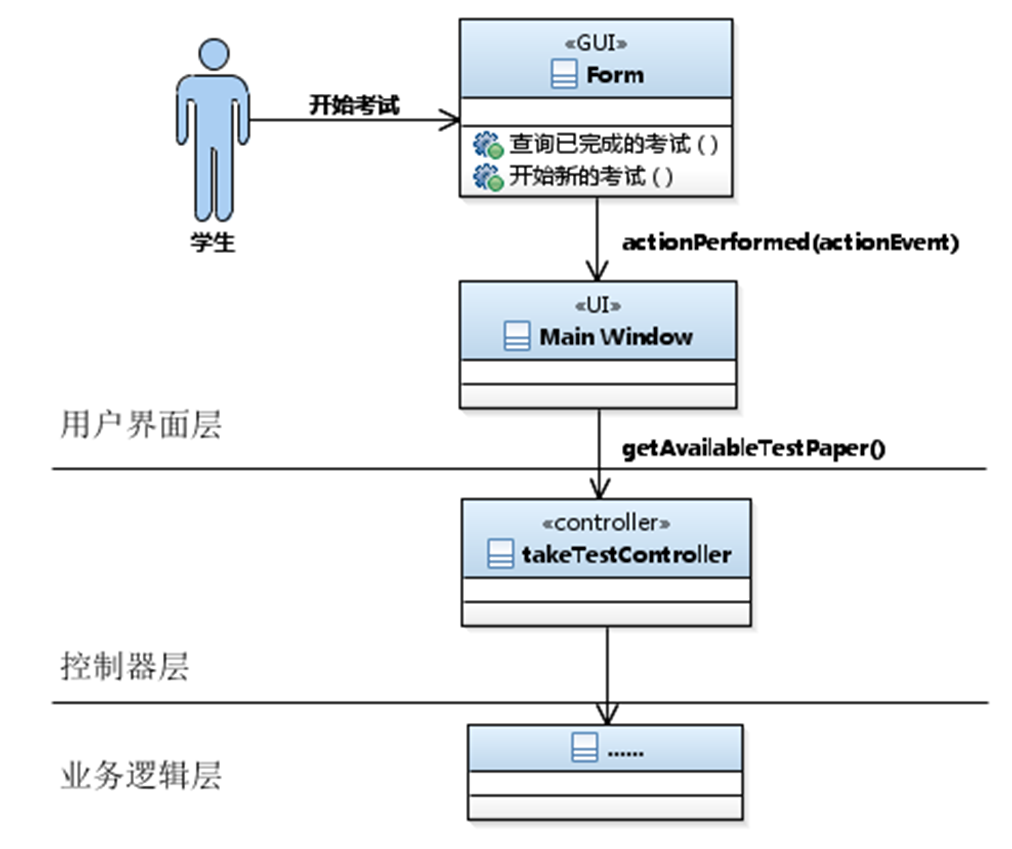 «GUI»
Form
开始考试
查询已完成的考试 ( )
开始新的考试 ( )
学生
actionPerformed(actionEvent)
«UI»
Main Window
用户界面层
getAvailableTestPaper()
«controller»
takeTestController
控制器层
......
业务逻辑层